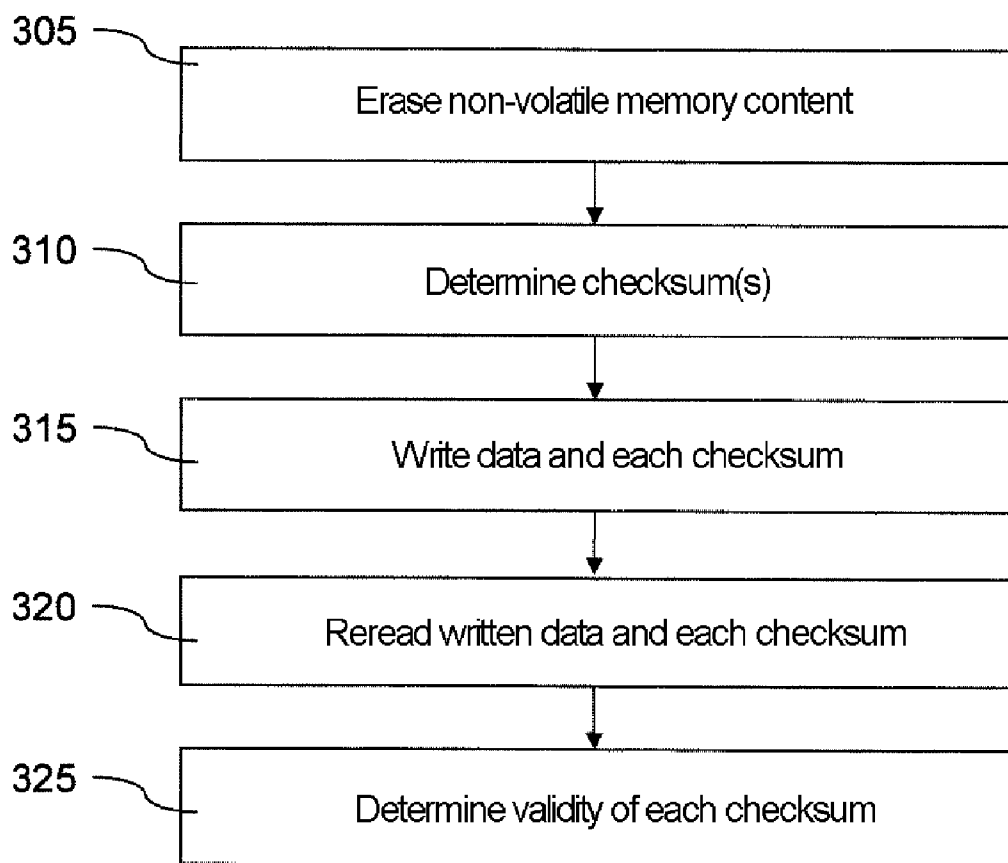 305
Erase non-volatile memory content
310
Determine checksum(s)
315
Write data and each checksum
320
Reread written data and each checksum
325
Determine validity of each checksum